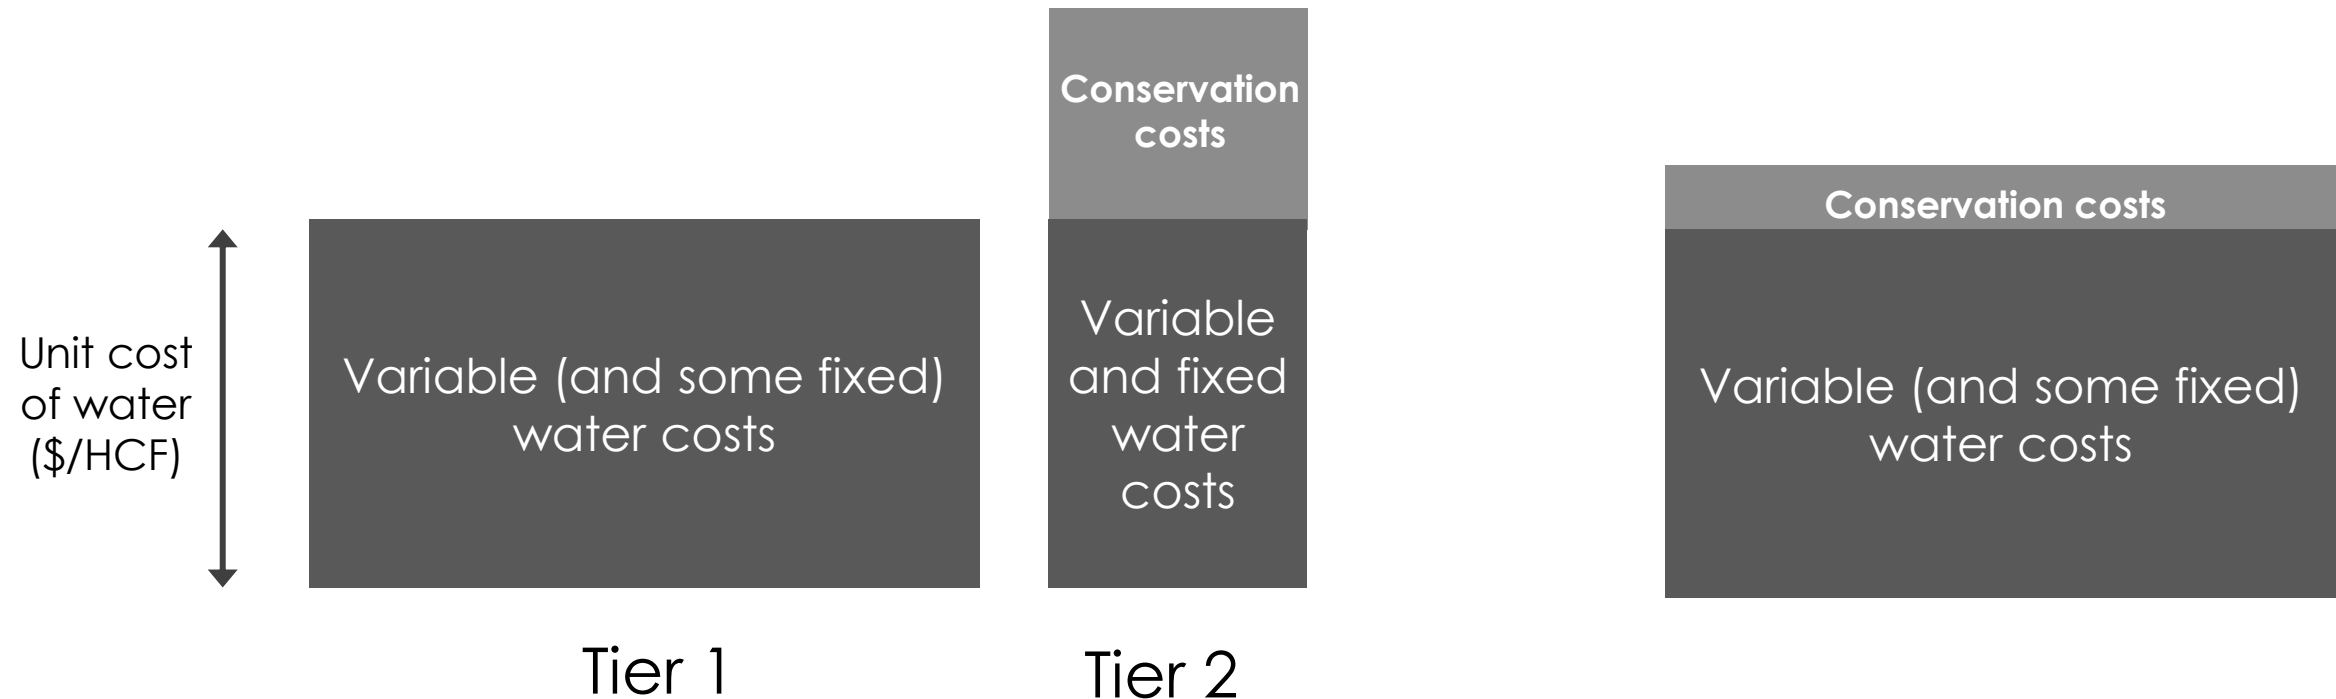 Conservation
costs
Conservation costs
Unit cost
of water
($/HCF)
Variable (and some fixed)
water costs
Variable
and fixed
water
costs
Variable (and some fixed)
water costs
Tier 1
Tier 2